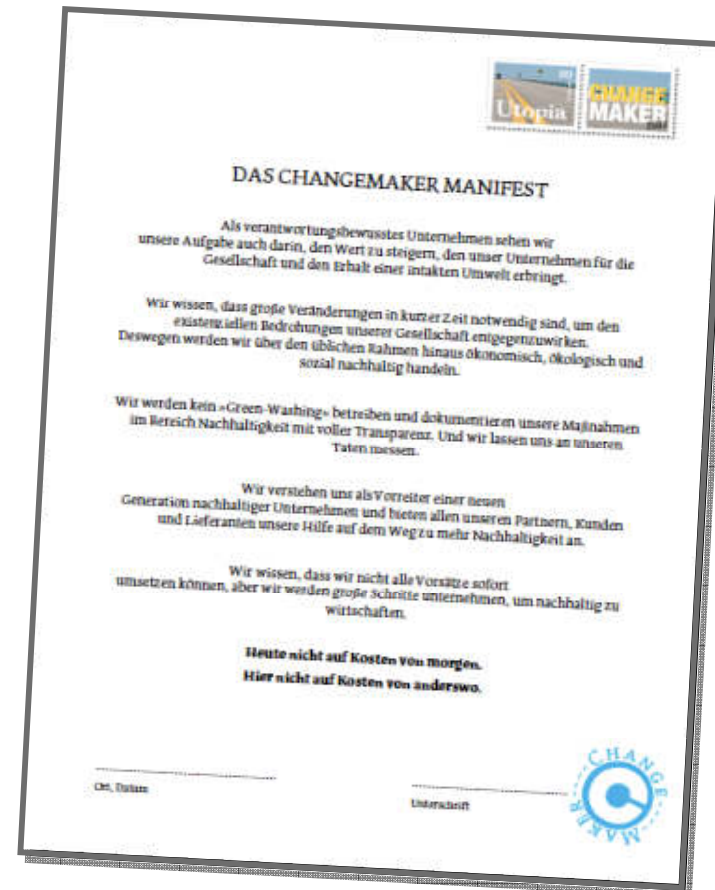 Utopia
CHANGE
MAKER
DAS CHANGEMAKER MANIFEST
Als verantwortungsbewusstes Unternehmen sehen wir
unsere Aufgabe auch darin, den Wert zu steigern, den unser Unternehmen für die
Gesellschaft und den Erhalt einer intakten Umwelt erbringt.
Wir wissen, dass große Veränderungen in kurzer Zeit notwendig sind, um den
existenziellen Bedrohungen unserer Gesellschaft entgegenzuwirken.
Deswegen werden wir über den üblichen Rahmen hinaus ökonomisch, ökologisch und
sozial nachhaltig handeln.
Wir werden kein »Green-Washing« betreiben und dokumentieren unsere Maßnahmen
im Bereich Nachhaltigkeit mit voller Transparenz. Und wir lassen uns an unseren
Taten messen.
Wir verstehen uns als Vorreiter einer neuen
Generation nachhaltiger Unternehmen und bieten allen unseren Partnern, Kunden
und Lieferanten unsere Hilfe auf dem Weg zu mehr Nachhaltigkeit an.
Wir wissen, dass wir nicht alle Vorsätze sofort
umsetzen können, aber wir werden große Schritte unternehmen, um nachhaltig zu
wirtschaften.
Heute nicht auf Kosten von morgen.
Hier nicht auf Kosten von anderswo.
Ort, Datum
Unterschrift
CHANGE
MAKER